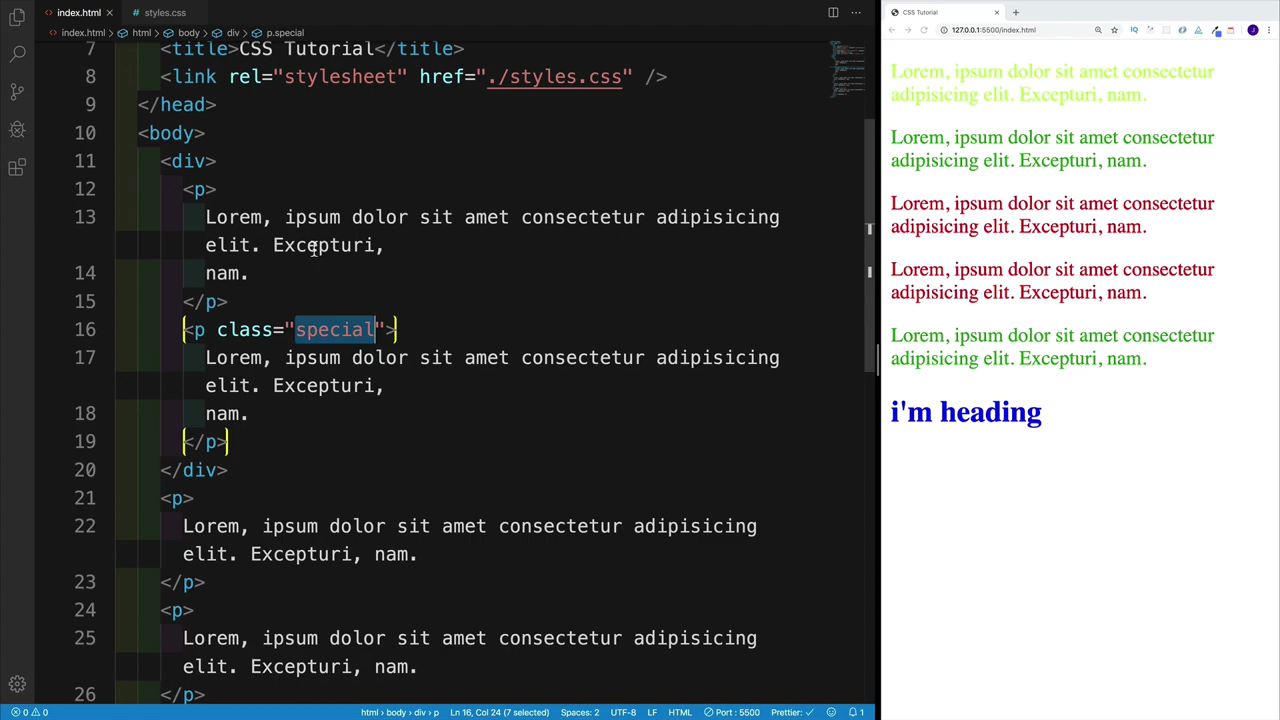 index.html
styles.css
index.html > html > body > div > p.special
7 <title>CSS Tutorial</title>
8 <link rel="stylesheet" href="./styles.css" />
9 </head>
10 <body>
11 <div>
12 <p>
13 Lorem, ipsum dolor sit amet consectetur adipisicing
elit. Excepturi,
14 nam.
15 </p>
16 <p class="special">
17 Lorem, ipsum dolor sit amet consectetur adipisicing
elit. Excepturi,
18 nam.
19 </p>
20 </div>
21 <p>
22 Lorem, ipsum dolor sit amet consectetur adipisicing
elit. Excepturi, nam.
23 </p>
24 <p>
25 Lorem, ipsum dolor sit amet consectetur adipisicing
elit. Excepturi, nam.
26 </p>
0 0 html > body > div > p Ln 16, Col 24 (7 selected) Spaces: 2 UTF-8 LF HTML Port : 5500 Prettier: ✓ 1
CSS Tutorial
127.0.0.1:5500/index.html
IQ
J
Lorem, ipsum dolor sit amet consectetur
adipisicing elit. Excepturi, nam.
Lorem, ipsum dolor sit amet consectetur
adipisicing elit. Excepturi, nam.
Lorem, ipsum dolor sit amet consectetur
adipisicing elit. Excepturi, nam.
Lorem, ipsum dolor sit amet consectetur
adipisicing elit. Excepturi, nam.
Lorem, ipsum dolor sit amet consectetur
adipisicing elit. Excepturi, nam.
i'm heading